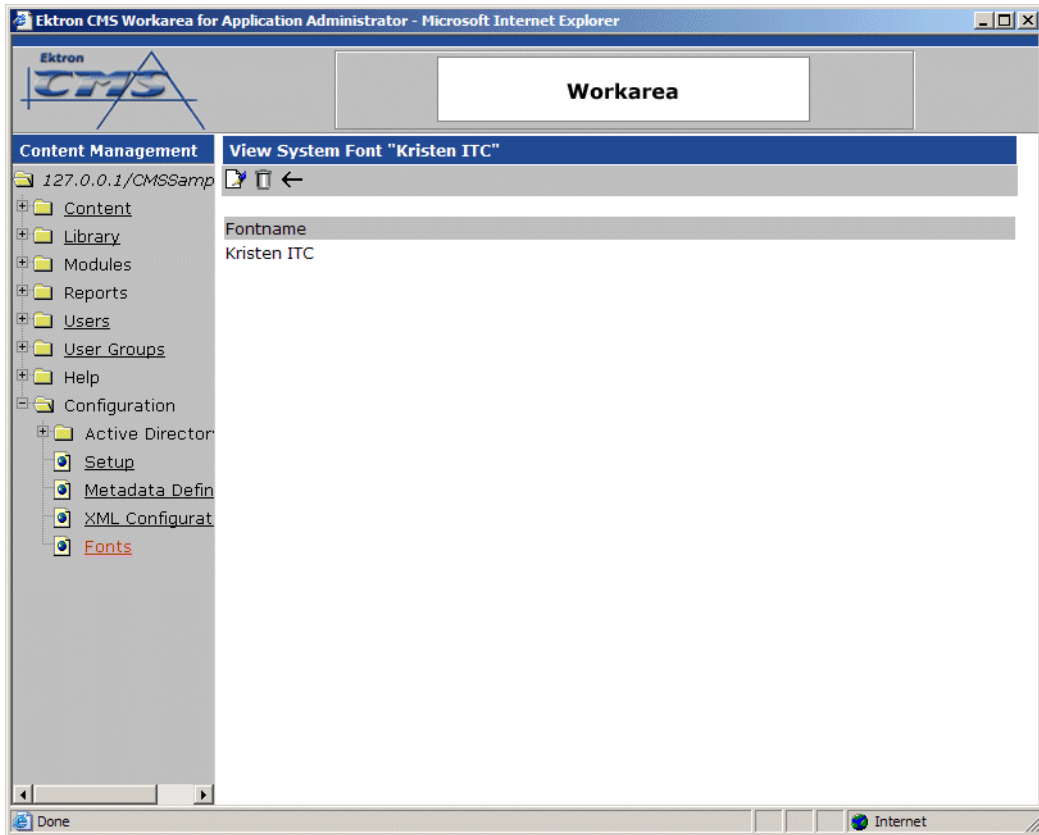 Ektron CMS Workarea for Application Administrator - Microsoft Internet Explorer
Ektron
CMS
Workarea
Content Management
View System Font "Kristen ITC"
127.0.0.1/CMSSamp
Content
Library
Modules
Reports
Users
User Groups
Help
Configuration
Active Director
Setup
Metadata Defin
XML Configurat
Fonts
Fontname
Kristen ITC
Done
Internet